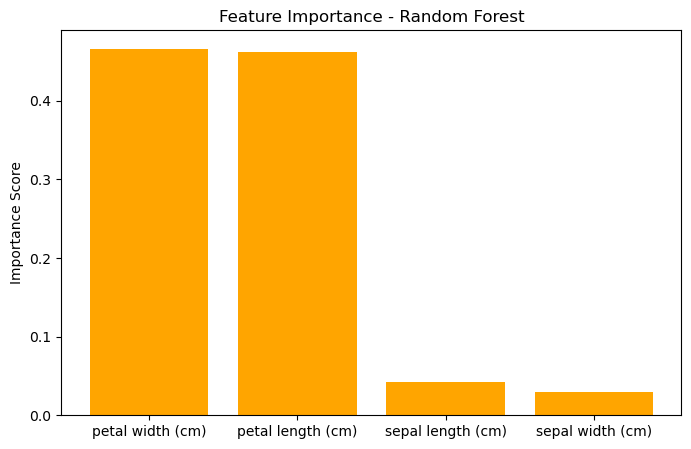 Feature Importance - Random Forest
Importance Score
0.4
0.3
0.2
0.1
0.0
petal width (cm)
petal length (cm)
sepal length (cm)
sepal width (cm)